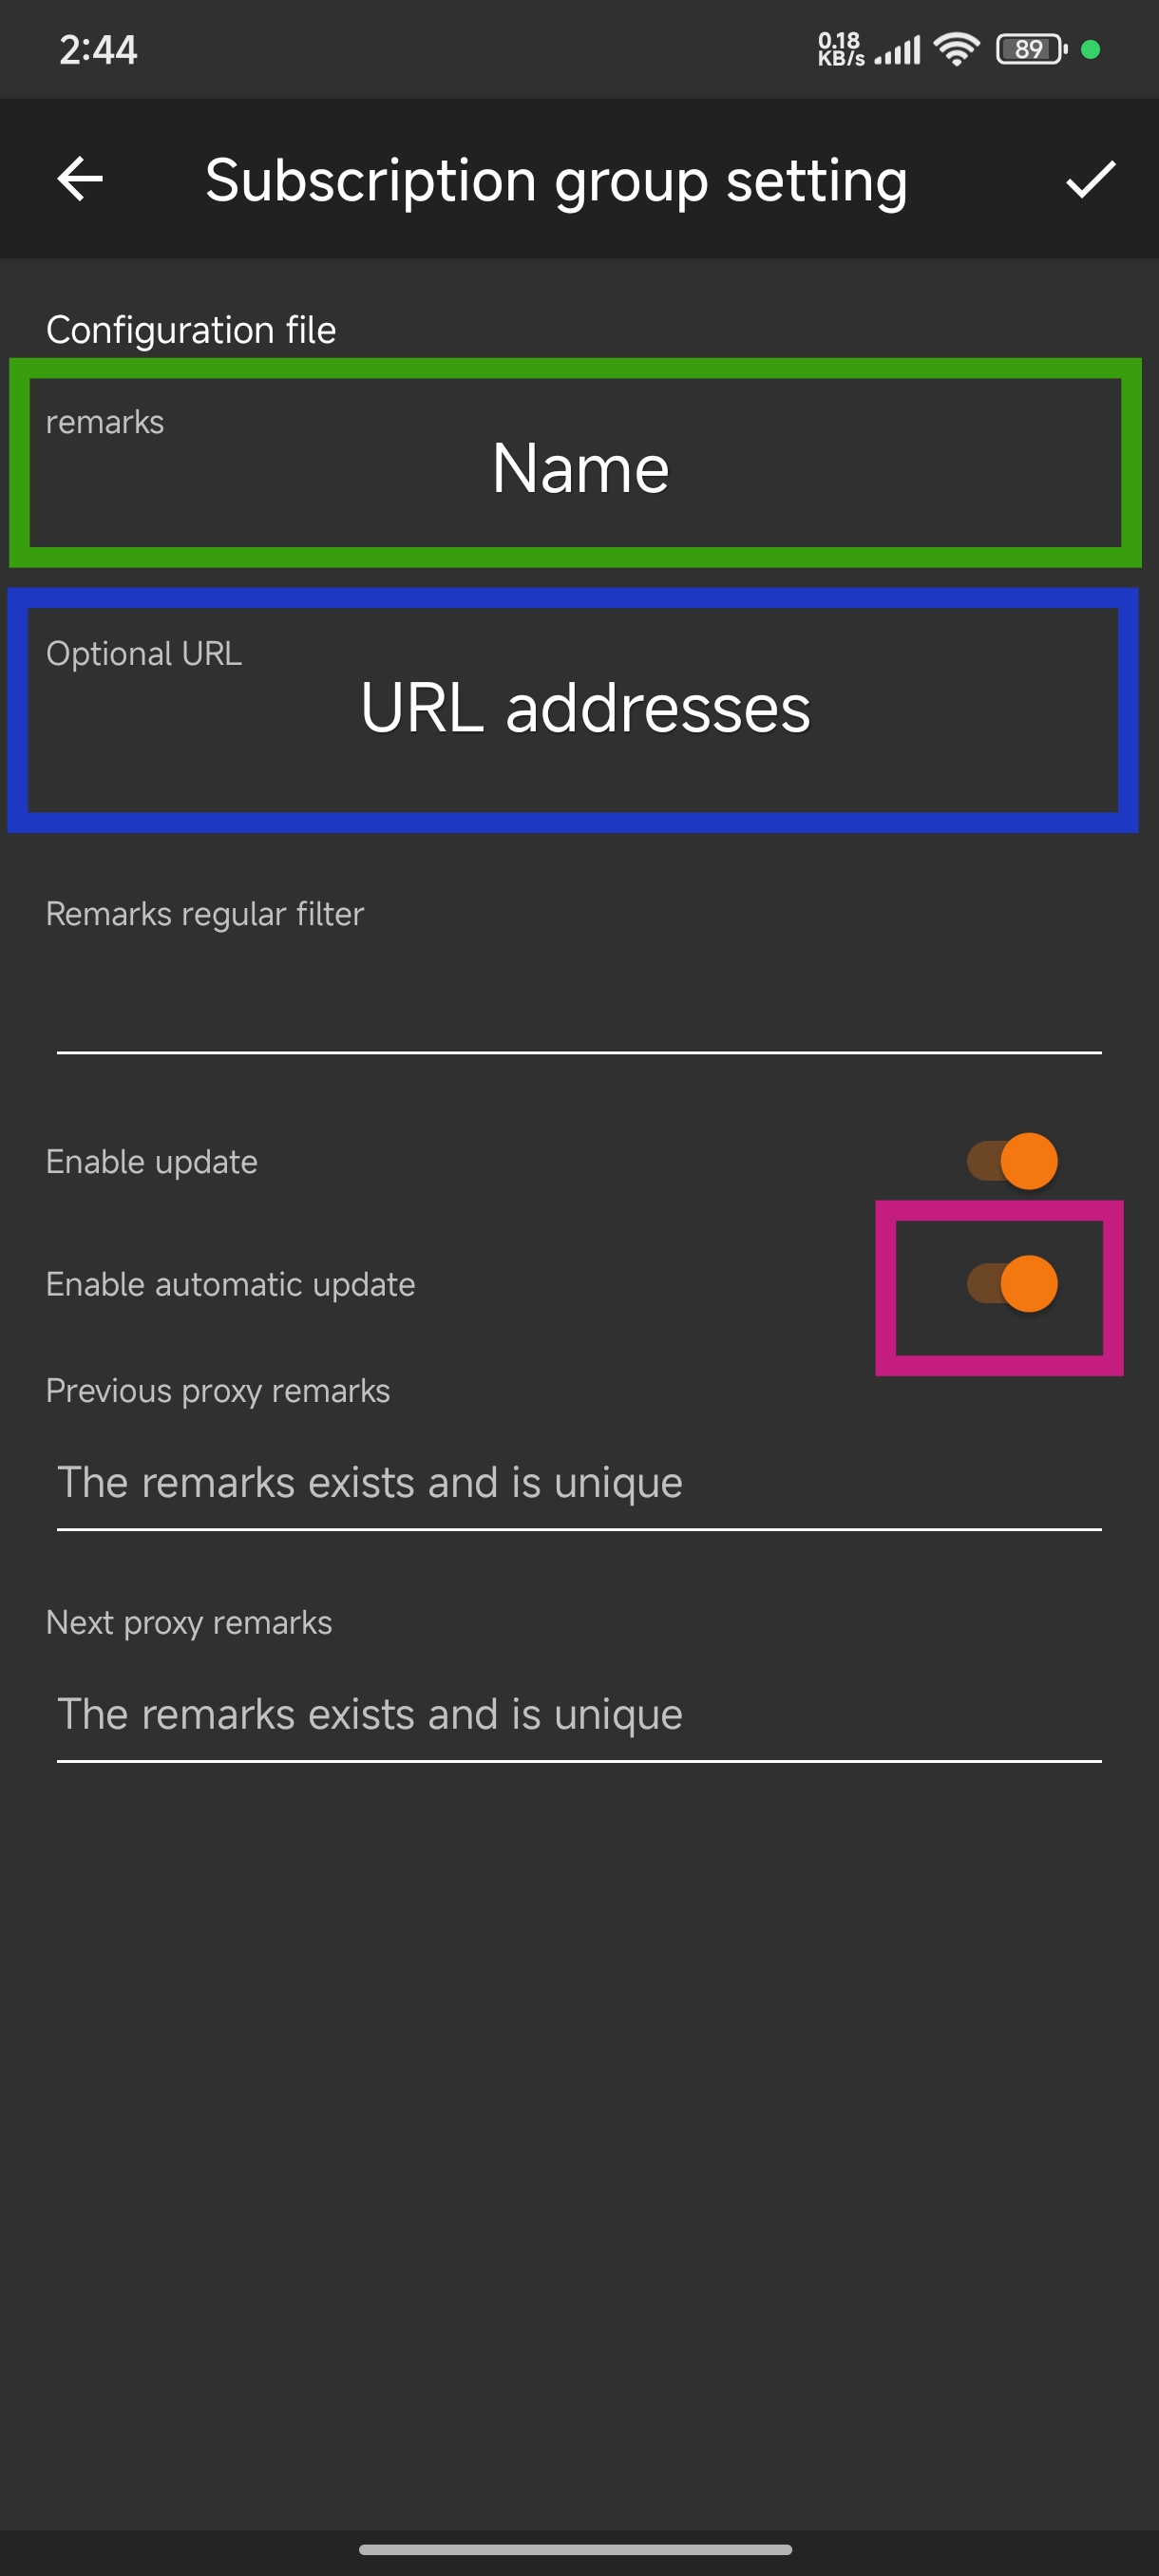 2:44
0.18
KB/s
89
Subscription group setting
Configuration file
remarks
Name
Optional URL
URL addresses
Remarks regular filter
Enable update
Enable automatic update
Previous proxy remarks
The remarks exists and is unique
Next proxy remarks
The remarks exists and is unique